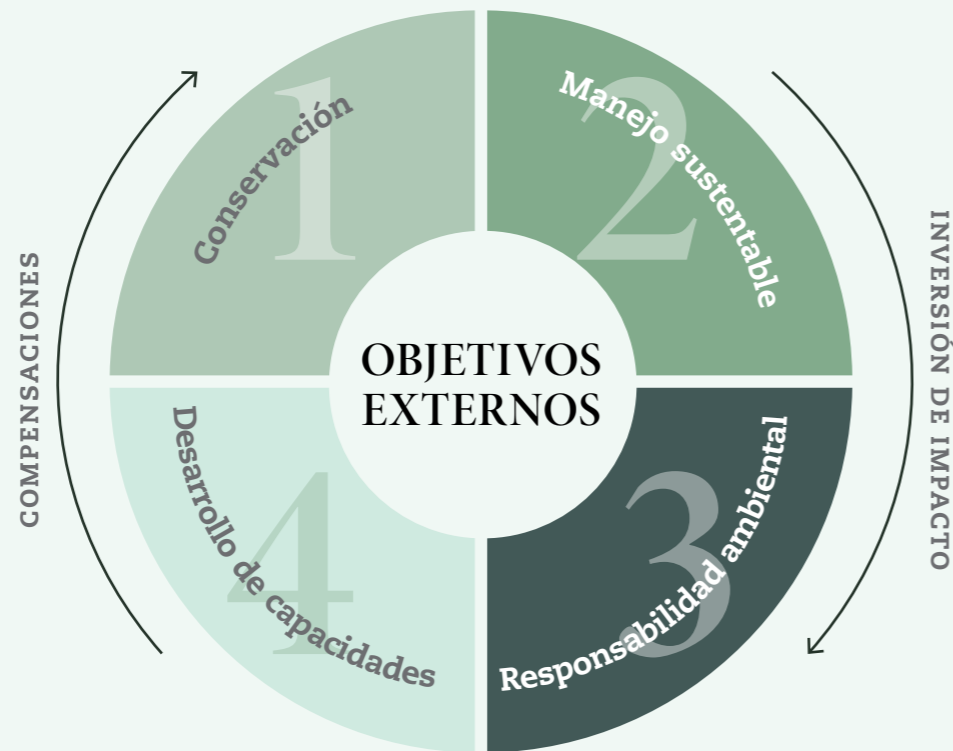 COMPENSACIONES
1
Conservación
2
Manejo sustentable
OBJETIVOS
EXTERNOS
INVERSIÓN DE IMPACTO
4
Desarrollo de capacidades
3
Responsabilidad ambiental